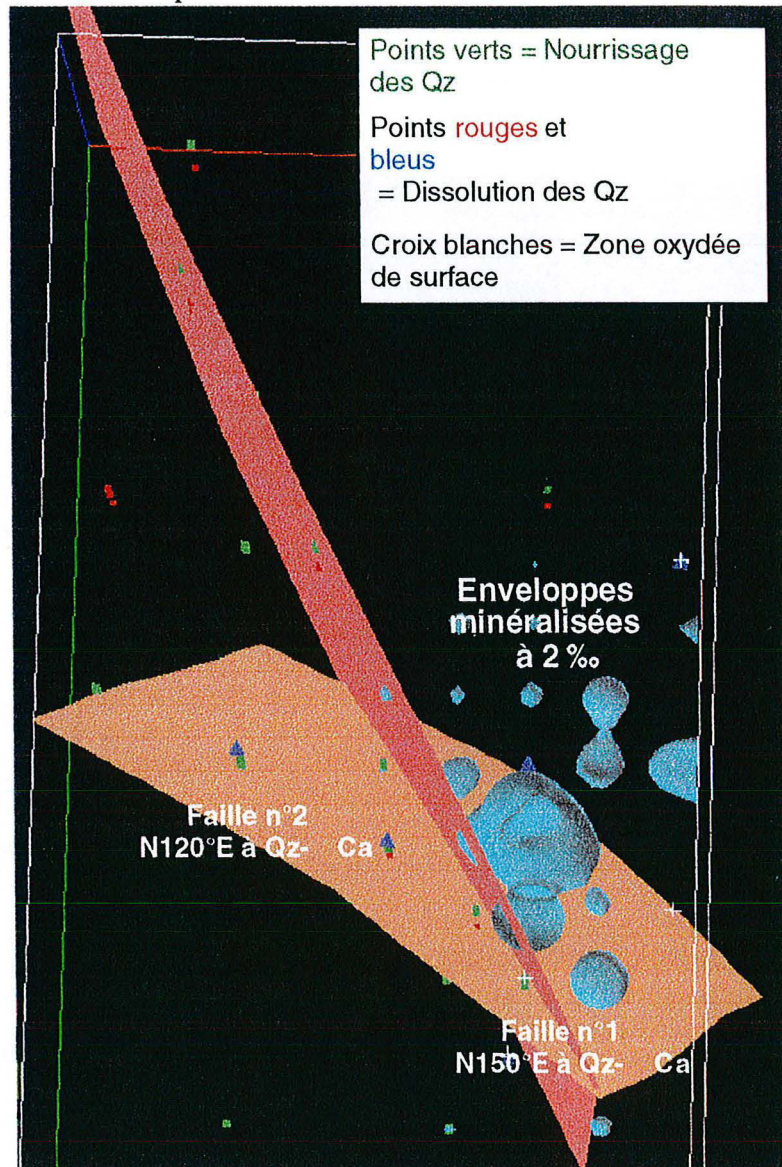 Points verts = Nourrissage
des Qz
Points rouges et
bleus
= Dissolution des Qz
Croix blanches = Zone oxydée
de surface
Enveloppes
minéralisées
à 2 ‰
Faille n°2
N120°E à Qz- Ca
Faille n°1
N150°E à Qz- Ca